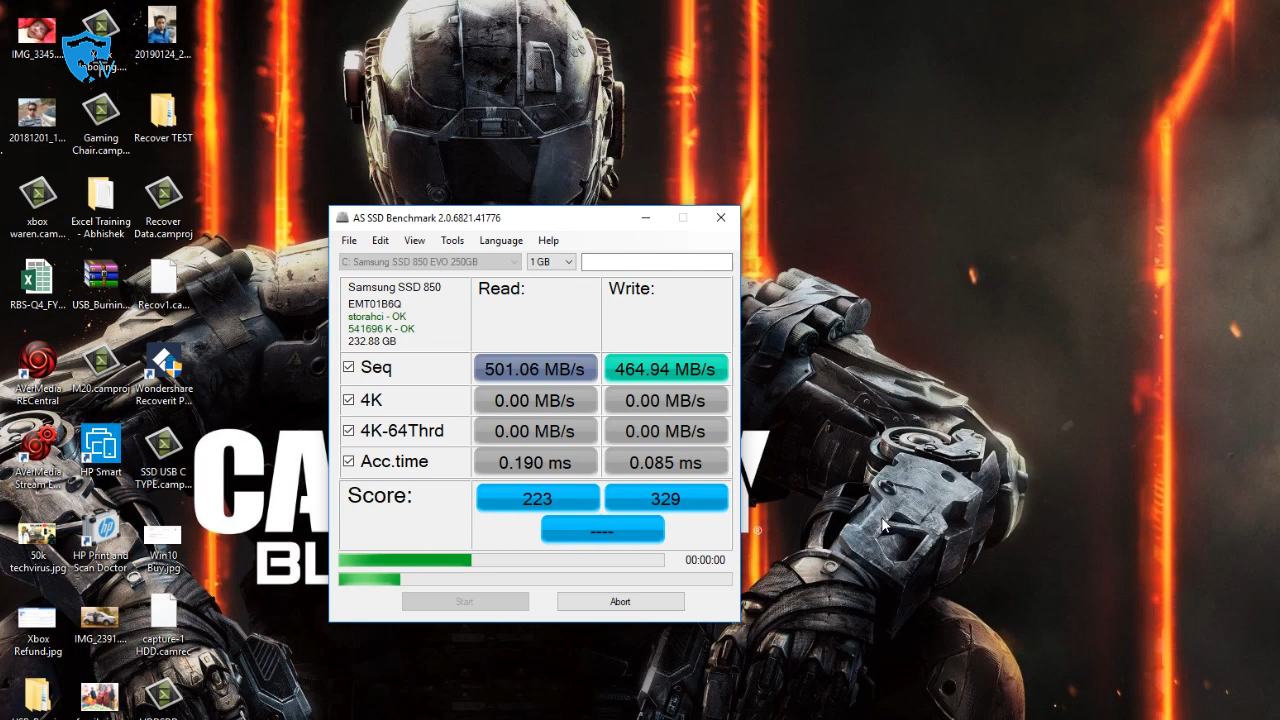 IMG_3345....
20190124_2...
TV
20181201_1...
Gaming
Chair.camp...
Recover TEST
xbox
waren.cam...
Excel Training
- Abhishek
Recover
Data.camproj
RBS-Q4_FY...
USB_Burnin...
Recov1.ca...
AVerMedia
RECentral
M20.camproj
Wondershare
Recoverit P...
AVerMedia
Stream E...
HP Smart
SSD USB C
TYPE.camp...
50k
techvirus.jpg
HP Print and
Scan Doctor
Win10
Buy.jpg
Xbox
Refund.jpg
IMG_2391....
capture-1
HDD.camrec
AS SSD Benchmark 2.0.6821.41776
File Edit View Tools Language Help
C: Samsung SSD 850 EVO 250GB 1 GB
Samsung SSD 850
EMT01B6Q
storahci - OK
541696 K - OK
232.88 GB
Read: Write:
Seq 501.06 MB/s 464.94 MB/s
4K 0.00 MB/s 0.00 MB/s
4K-64Thrd 0.00 MB/s 0.00 MB/s
Acc.time 0.190 ms 0.085 ms
Score: 223 329
----
00:00:00
Start Abort
CA Y
BL
®